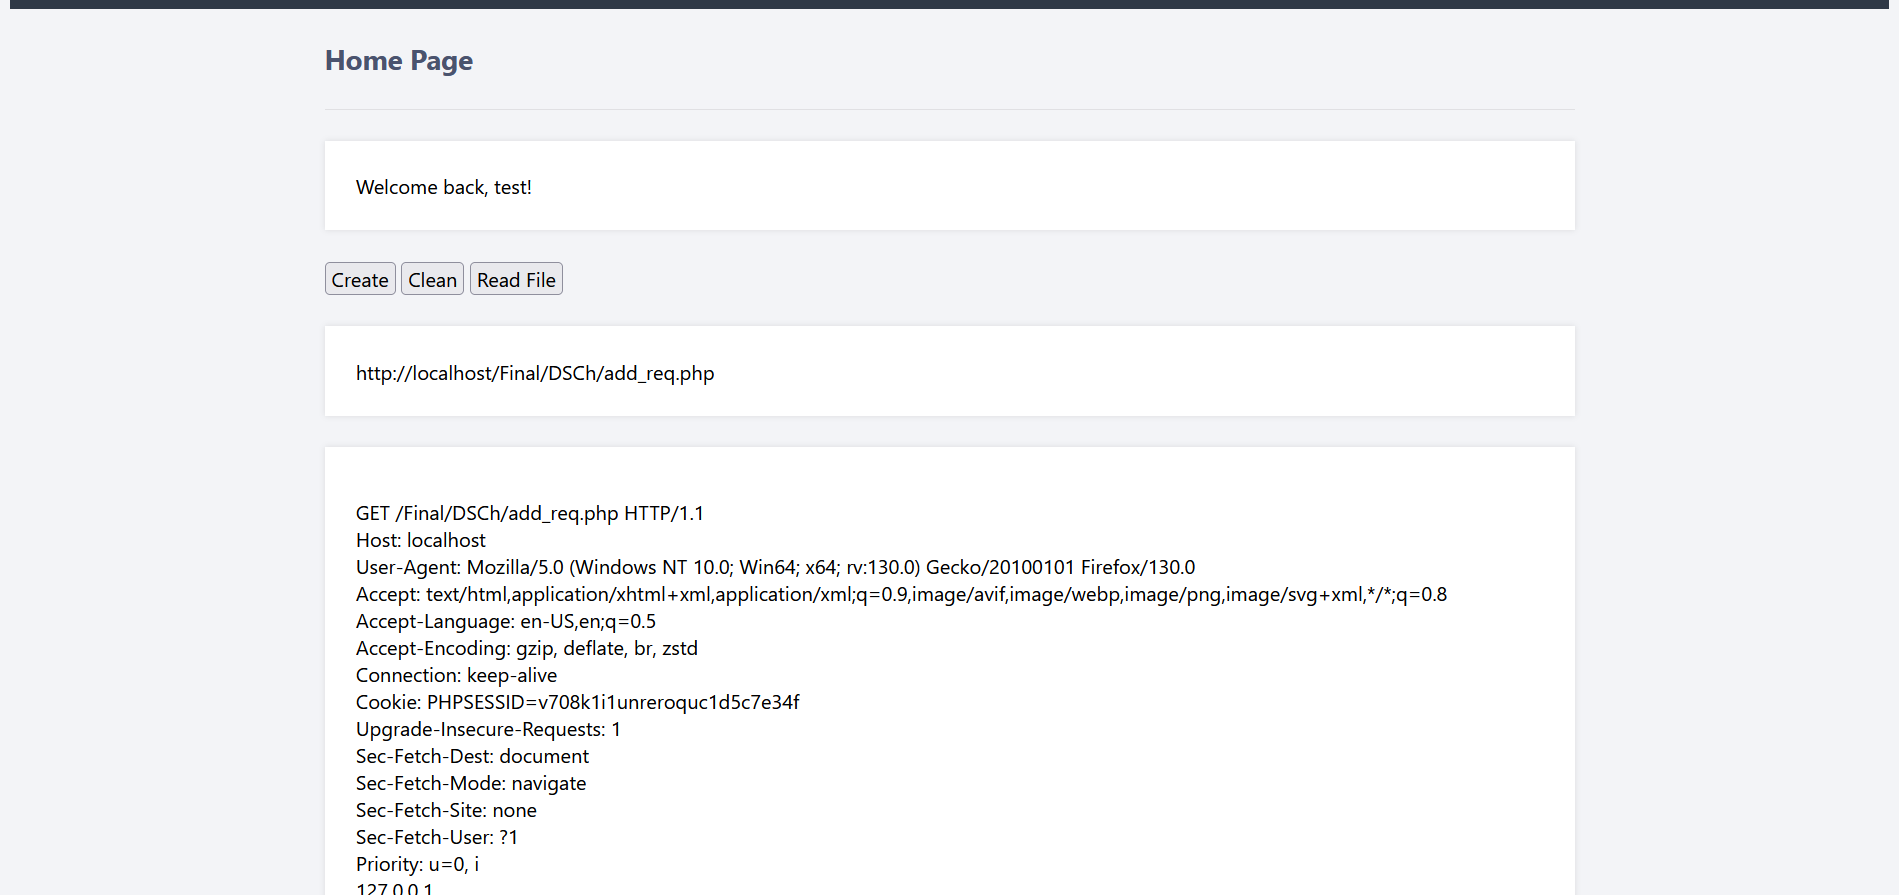 Home Page
Welcome back, test!
Create Clean Read File
http://localhost/Final/DSCh/add_req.php
GET /Final/DSCh/add_req.php HTTP/1.1
Host: localhost
User-Agent: Mozilla/5.0 (Windows NT 10.0; Win64; x64; rv:130.0) Gecko/20100101 Firefox/130.0
Accept: text/html,application/xhtml+xml,application/xml;q=0.9,image/avif,image/webp,image/png,image/svg+xml,*/*;q=0.8
Accept-Language: en-US,en;q=0.5
Accept-Encoding: gzip, deflate, br, zstd
Connection: keep-alive
Cookie: PHPSESSID=v708k1i1unreroquc1d5c7e34f
Upgrade-Insecure-Requests: 1
Sec-Fetch-Dest: document
Sec-Fetch-Mode: navigate
Sec-Fetch-Site: none
Sec-Fetch-User: ?1
Priority: u=0, i
127.0.0.1